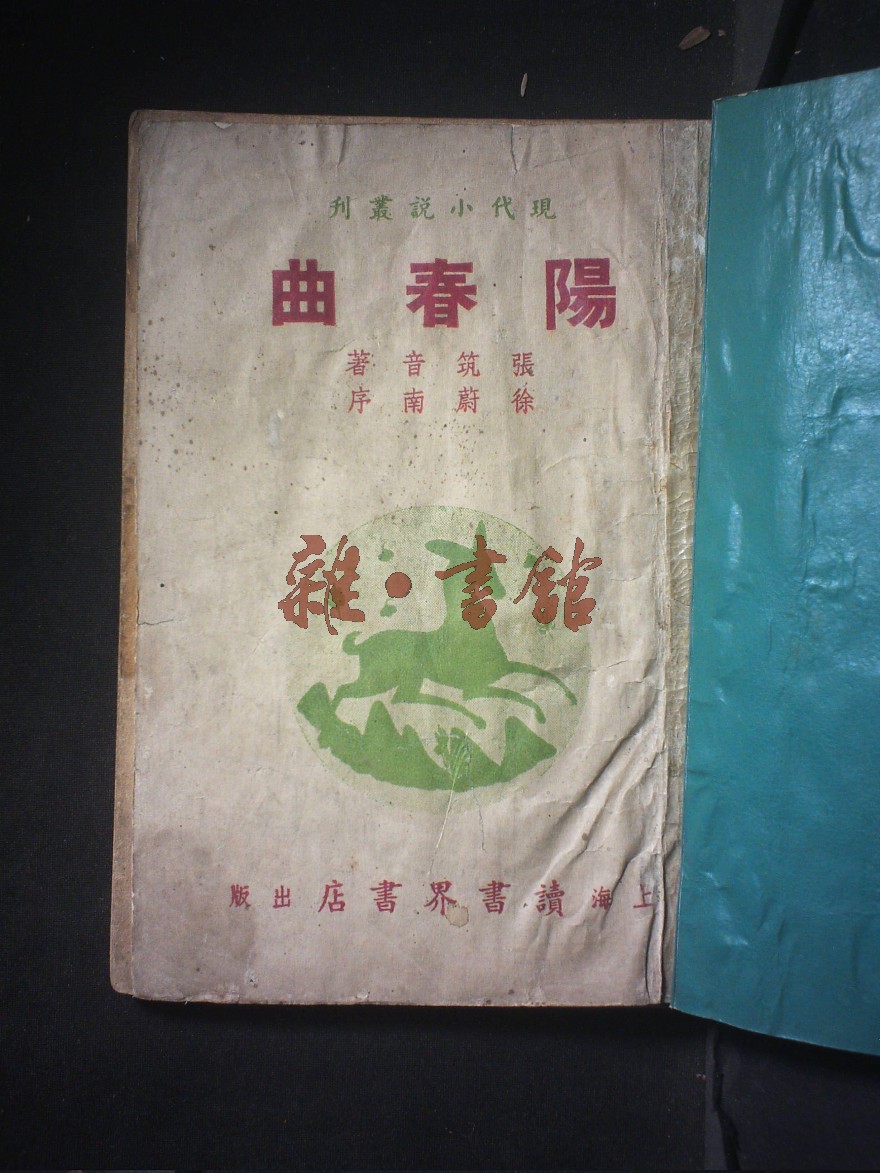 現代小説叢刊
陽春曲
張筑音著
徐蔚南序
雜·書館
上海讀書界書店出版